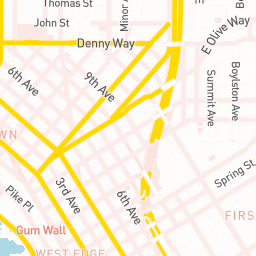 Thomas St
Minor A
John St
E Olive Way
Denny Way
6th Ave
9th Ave
Summit Ave
Boylston Ave
OWN
Spring St
Pike Pl
3rd Ave
6th Ave
FIRS
Gum Wall
WEST EDGE